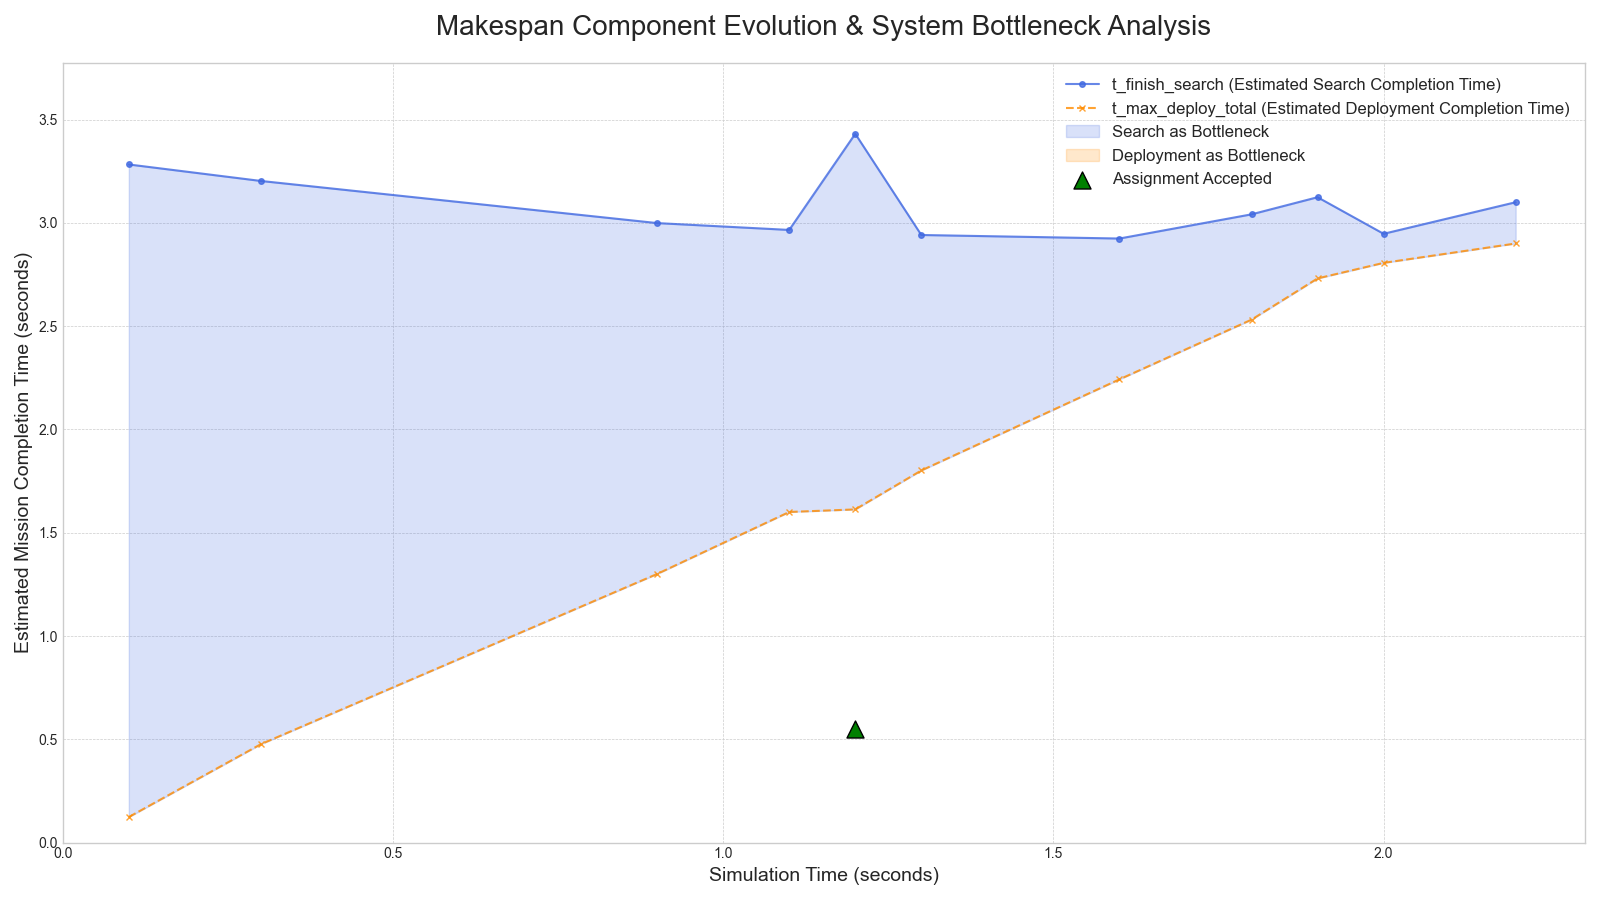 Makespan Component Evolution & System Bottleneck Analysis
t_finish_search (Estimated Search Completion Time)
t_max_deploy_total (Estimated Deployment Completion Time)
Search as Bottleneck
Deployment as Bottleneck
Assignment Accepted
Estimated Mission Completion Time (seconds)
3.5
3.0
2.5
2.0
1.5
1.0
0.5
0.0
0.0 0.5 1.0 1.5 2.0
Simulation Time (seconds)